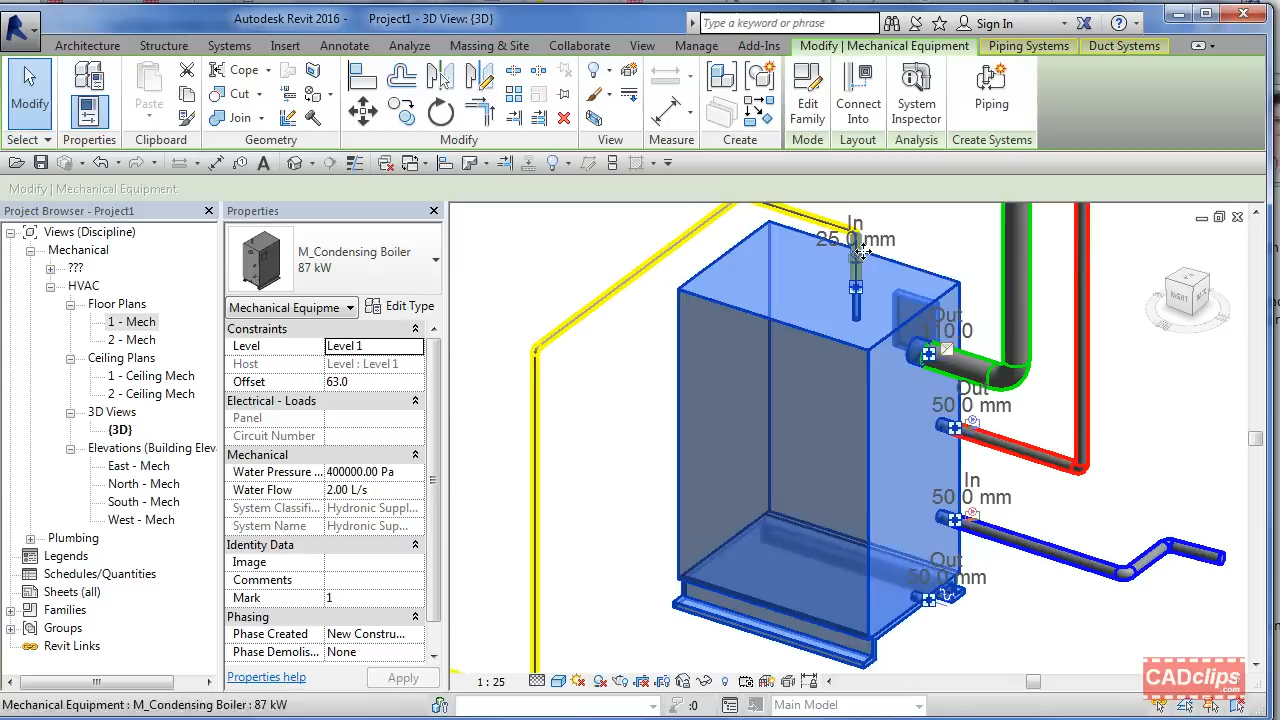 Autodesk Revit 2016 - Project1 - 3D View: {3D}
Type a keyword or phrase
Sign In
Architecture Structure Systems Insert Annotate Analyze Massing & Site Collaborate View Manage Add-Ins Modify | Mechanical Equipment Piping Systems Duct Systems
Modify
Paste
Cope
Cut
Join
Edit Family
Connect Into
System Inspector
Piping
Select Properties Clipboard Geometry Modify View Measure Create Mode Layout Analysis Create Systems
Modify | Mechanical Equipment
Project Browser - Project1
Views (Discipline)
Mechanical
???
HVAC
Floor Plans
1 - Mech
2 - Mech
Ceiling Plans
1 - Ceiling Mech
2 - Ceiling Mech
3D Views
{3D}
Elevations (Building Elev
East - Mech
North - Mech
South - Mech
West - Mech
Plumbing
Legends
Schedules/Quantities
Sheets (all)
Families
Groups
Revit Links
Properties
M_Condensing Boiler
87 kW
Mechanical Equipme
Edit Type
Constraints
Level Level 1
Host Level : Level 1
Offset 63.0
Electrical - Loads
Panel
Circuit Number
Mechanical
Water Pressure ... 400000.00 Pa
Water Flow 2.00 L/s
System Classifi... Hydronic Suppl...
System Name Hydronic Sup...
Identity Data
Image
Comments
Mark 1
Phasing
Phase Created New Constru...
Phase Demolis... None
Properties help
Apply
In
25.0 mm
Out
Out
50.0 mm
In
50.0 mm
Out
50.0 mm
RIGHT
1 : 25
CADclips
.com
Mechanical Equipment : M_Condensing Boiler : 87 kW
:0
Main Model